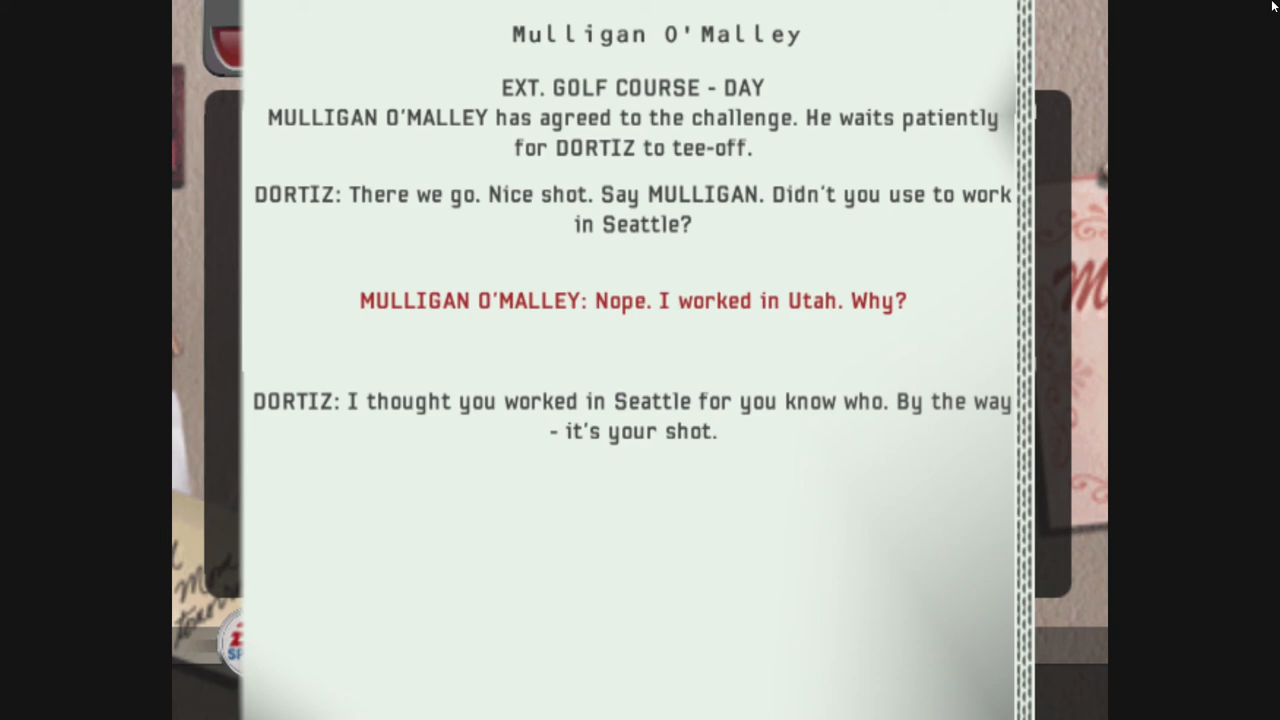 Mulligan O'Malley
EXT. GOLF COURSE - DAY
MULLIGAN O'MALLEY has agreed to the challenge. He waits patiently
for DORTIZ to tee-off.
DORTIZ: There we go. Nice shot. Say MULLIGAN. Didn't you use to work
in Seattle?
MULLIGAN O'MALLEY: Nope. I worked in Utah. Why?
DORTIZ: I thought you worked in Seattle for you know who. By the way
- it's your shot.